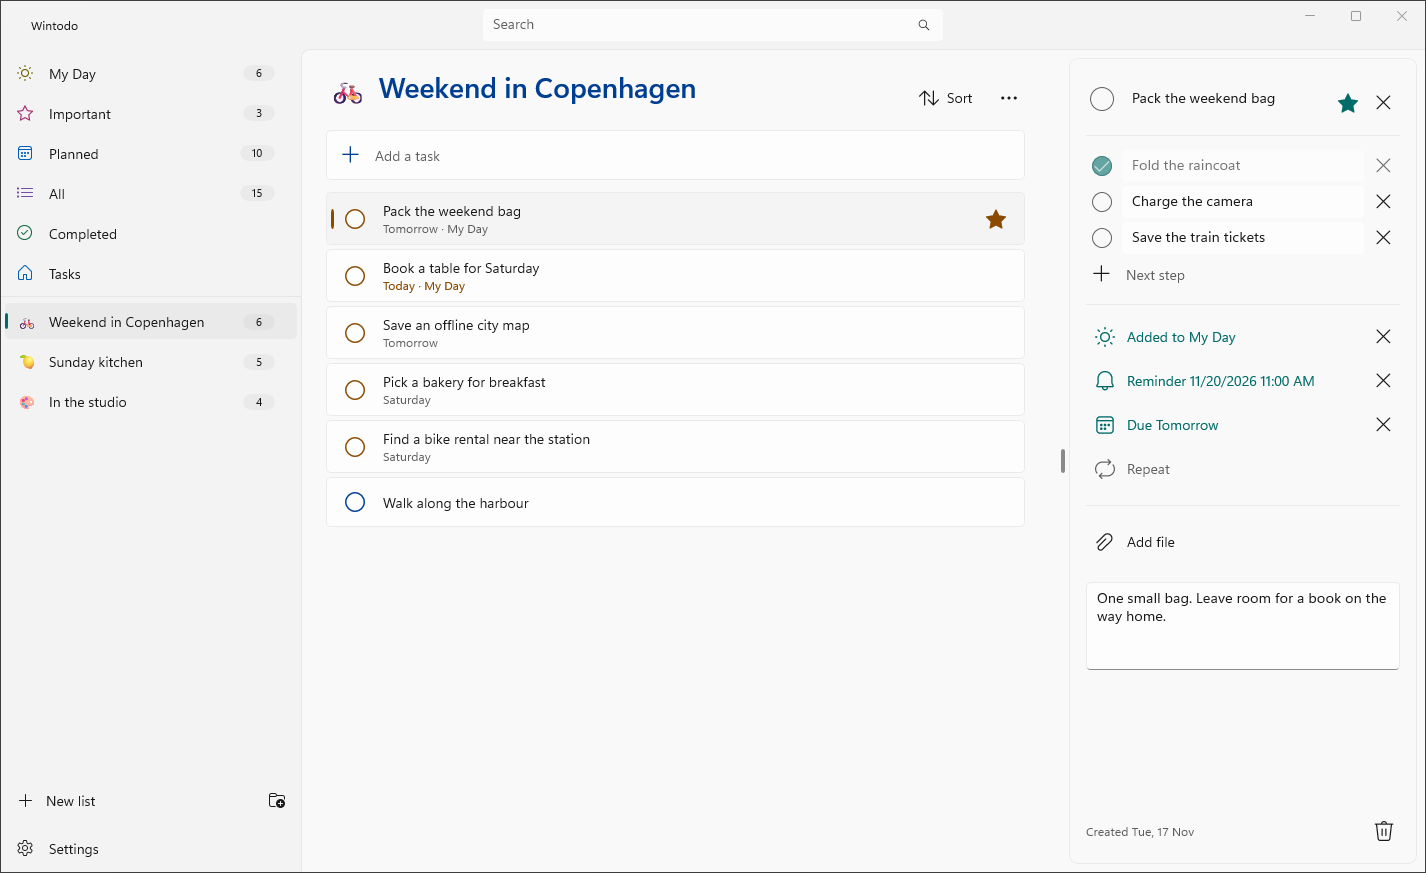 Wintodo
Search
My Day 6
Important 3
Planned 10
All 15
Completed
Tasks
Weekend in Copenhagen 6
Sunday kitchen 5
In the studio 4
New list
Settings
Weekend in Copenhagen
Sort
Add a task
Pack the weekend bag
Tomorrow · My Day
Book a table for Saturday
Today · My Day
Save an offline city map
Tomorrow
Pick a bakery for breakfast
Saturday
Find a bike rental near the station
Saturday
Walk along the harbour
Pack the weekend bag
Fold the raincoat
Charge the camera
Save the train tickets
Next step
Added to My Day
Reminder 11/20/2026 11:00 AM
Due Tomorrow
Repeat
Add file
One small bag. Leave room for a book on the
way home.
Created Tue, 17 Nov